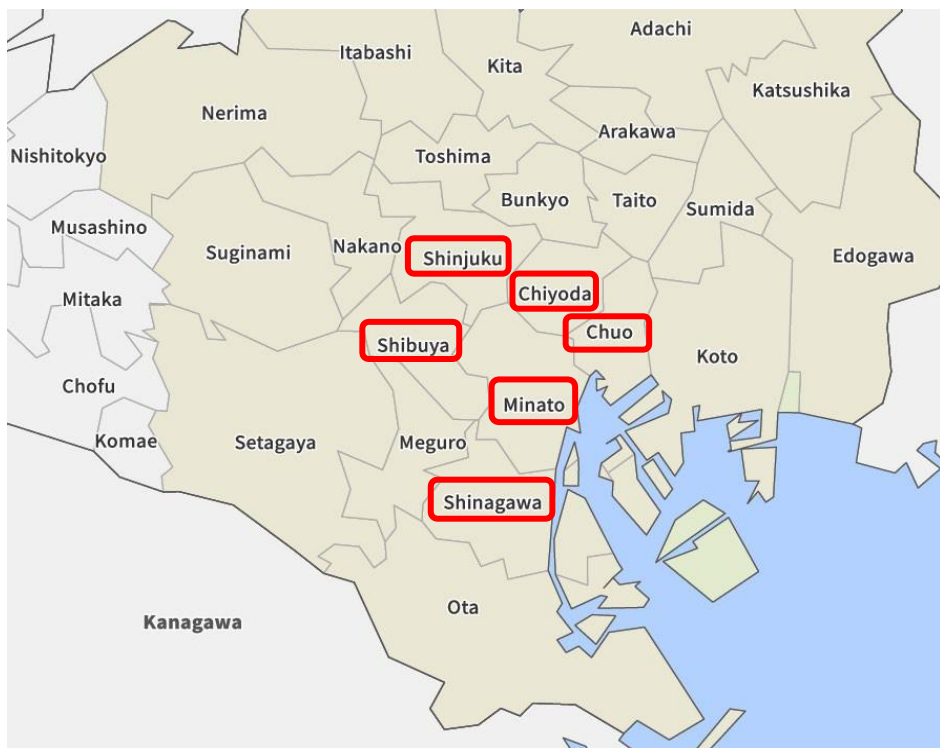 Adachi
Itabashi
Kita
Katsushika
Nerima
Arakawa
Nishitokyo
Toshima
Bunkyo
Taito
Sumida
Musashino
Suginami
Nakano
Shinjuku
Edogawa
Chiyoda
Mitaka
Chuo
Shibuya
Koto
Chofu
Minato
Komae
Setagaya
Meguro
Shinagawa
Ota
Kanagawa